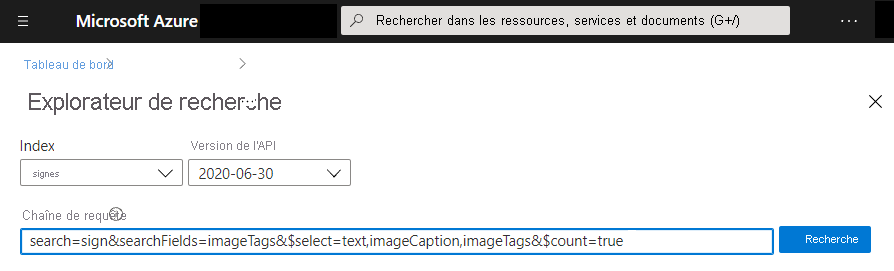 Microsoft Azure
Rechercher dans les ressources, services et documents (G+/)
Tableau de bord
Explorateur de recherche
Index
Version de l'API
signes
2020-06-30
Chaîne de requête
search=sign&searchFields=imageTags&$select=text,imageCaption,imageTags&$count=true
Recherche